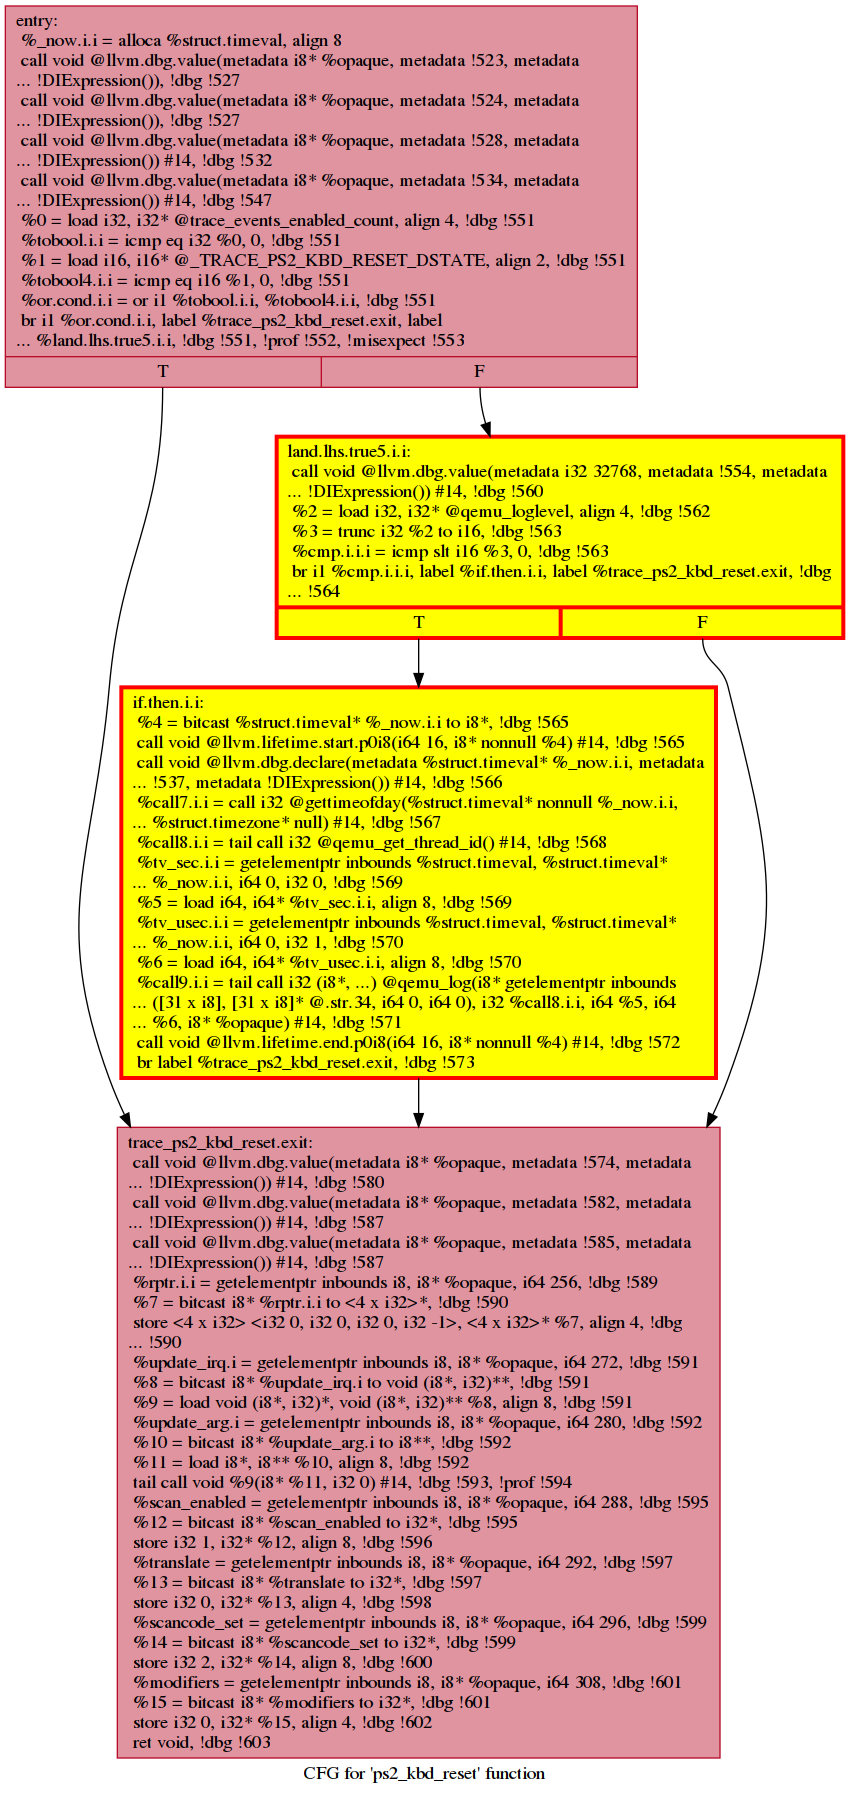 entry:
%_now.i.i = alloca %struct.timeval, align 8
call void @llvm.dbg.value(metadata i8* %opaque, metadata !523, metadata
... !DIExpression()), !dbg !527
call void @llvm.dbg.value(metadata i8* %opaque, metadata !524, metadata
... !DIExpression()), !dbg !527
call void @llvm.dbg.value(metadata i8* %opaque, metadata !528, metadata
... !DIExpression()) #14, !dbg !532
call void @llvm.dbg.value(metadata i8* %opaque, metadata !534, metadata
... !DIExpression()) #14, !dbg !547
%0 = load i32, i32* @trace_events_enabled_count, align 4, !dbg !551
%tobool.i.i = icmp eq i32 %0, 0, !dbg !551
%1 = load i16, i16* @_TRACE_PS2_KBD_RESET_DSTATE, align 2, !dbg !551
%tobool4.i.i = icmp eq i16 %1, 0, !dbg !551
%or.cond.i.i = or i1 %tobool.i.i, %tobool4.i.i, !dbg !551
br i1 %or.cond.i.i, label %trace_ps2_kbd_reset.exit, label
... %land.lhs.true5.i.i, !dbg !551, !prof !552, !misexpect !553
T F
land.lhs.true5.i.i:
call void @llvm.dbg.value(metadata i32 32768, metadata !554, metadata
... !DIExpression()) #14, !dbg !560
%2 = load i32, i32* @qemu_loglevel, align 4, !dbg !562
%3 = trunc i32 %2 to i16, !dbg !563
%cmp.i.i.i = icmp slt i16 %3, 0, !dbg !563
br i1 %cmp.i.i.i, label %if.then.i.i, label %trace_ps2_kbd_reset.exit, !dbg
... !564
T F
if.then.i.i:
%4 = bitcast %struct.timeval* %_now.i.i to i8*, !dbg !565
call void @llvm.lifetime.start.p0i8(i64 16, i8* nonnull %4) #14, !dbg !565
call void @llvm.dbg.declare(metadata %struct.timeval* %_now.i.i, metadata
... !537, metadata !DIExpression()) #14, !dbg !566
%call7.i.i = call i32 @gettimeofday(%struct.timeval* nonnull %_now.i.i,
... %struct.timezone* null) #14, !dbg !567
%call8.i.i = tail call i32 @qemu_get_thread_id() #14, !dbg !568
%tv_sec.i.i = getelementptr inbounds %struct.timeval, %struct.timeval*
... %_now.i.i, i64 0, i32 0, !dbg !569
%5 = load i64, i64* %tv_sec.i.i, align 8, !dbg !569
%tv_usec.i.i = getelementptr inbounds %struct.timeval, %struct.timeval*
... %_now.i.i, i64 0, i32 1, !dbg !570
%6 = load i64, i64* %tv_usec.i.i, align 8, !dbg !570
%call9.i.i = tail call i32 (i8*, ...) @qemu_log(i8* getelementptr inbounds
... ([31 x i8], [31 x i8]* @.str.34, i64 0, i64 0), i32 %call8.i.i, i64 %5, i64
... %6, i8* %opaque) #14, !dbg !571
call void @llvm.lifetime.end.p0i8(i64 16, i8* nonnull %4) #14, !dbg !572
br label %trace_ps2_kbd_reset.exit, !dbg !573
trace_ps2_kbd_reset.exit:
call void @llvm.dbg.value(metadata i8* %opaque, metadata !574, metadata
... !DIExpression()) #14, !dbg !580
call void @llvm.dbg.value(metadata i8* %opaque, metadata !582, metadata
... !DIExpression()) #14, !dbg !587
call void @llvm.dbg.value(metadata i8* %opaque, metadata !585, metadata
... !DIExpression()) #14, !dbg !587
%rptr.i.i = getelementptr inbounds i8, i8* %opaque, i64 256, !dbg !589
%7 = bitcast i8* %rptr.i.i to <4 x i32>*, !dbg !590
store <4 x i32> <i32 0, i32 0, i32 0, i32 -1>, <4 x i32>* %7, align 4, !dbg
... !590
%update_irq.i = getelementptr inbounds i8, i8* %opaque, i64 272, !dbg !591
%8 = bitcast i8* %update_irq.i to void (i8*, i32)**, !dbg !591
%9 = load void (i8*, i32)*, void (i8*, i32)** %8, align 8, !dbg !591
%update_arg.i = getelementptr inbounds i8, i8* %opaque, i64 280, !dbg !592
%10 = bitcast i8* %update_arg.i to i8**, !dbg !592
%11 = load i8*, i8** %10, align 8, !dbg !592
tail call void %9(i8* %11, i32 0) #14, !dbg !593, !prof !594
%scan_enabled = getelementptr inbounds i8, i8* %opaque, i64 288, !dbg !595
%12 = bitcast i8* %scan_enabled to i32*, !dbg !595
store i32 1, i32* %12, align 8, !dbg !596
%translate = getelementptr inbounds i8, i8* %opaque, i64 292, !dbg !597
%13 = bitcast i8* %translate to i32*, !dbg !597
store i32 0, i32* %13, align 4, !dbg !598
%scancode_set = getelementptr inbounds i8, i8* %opaque, i64 296, !dbg !599
%14 = bitcast i8* %scancode_set to i32*, !dbg !599
store i32 2, i32* %14, align 8, !dbg !600
%modifiers = getelementptr inbounds i8, i8* %opaque, i64 308, !dbg !601
%15 = bitcast i8* %modifiers to i32*, !dbg !601
store i32 0, i32* %15, align 4, !dbg !602
ret void, !dbg !603
CFG for 'ps2_kbd_reset' function